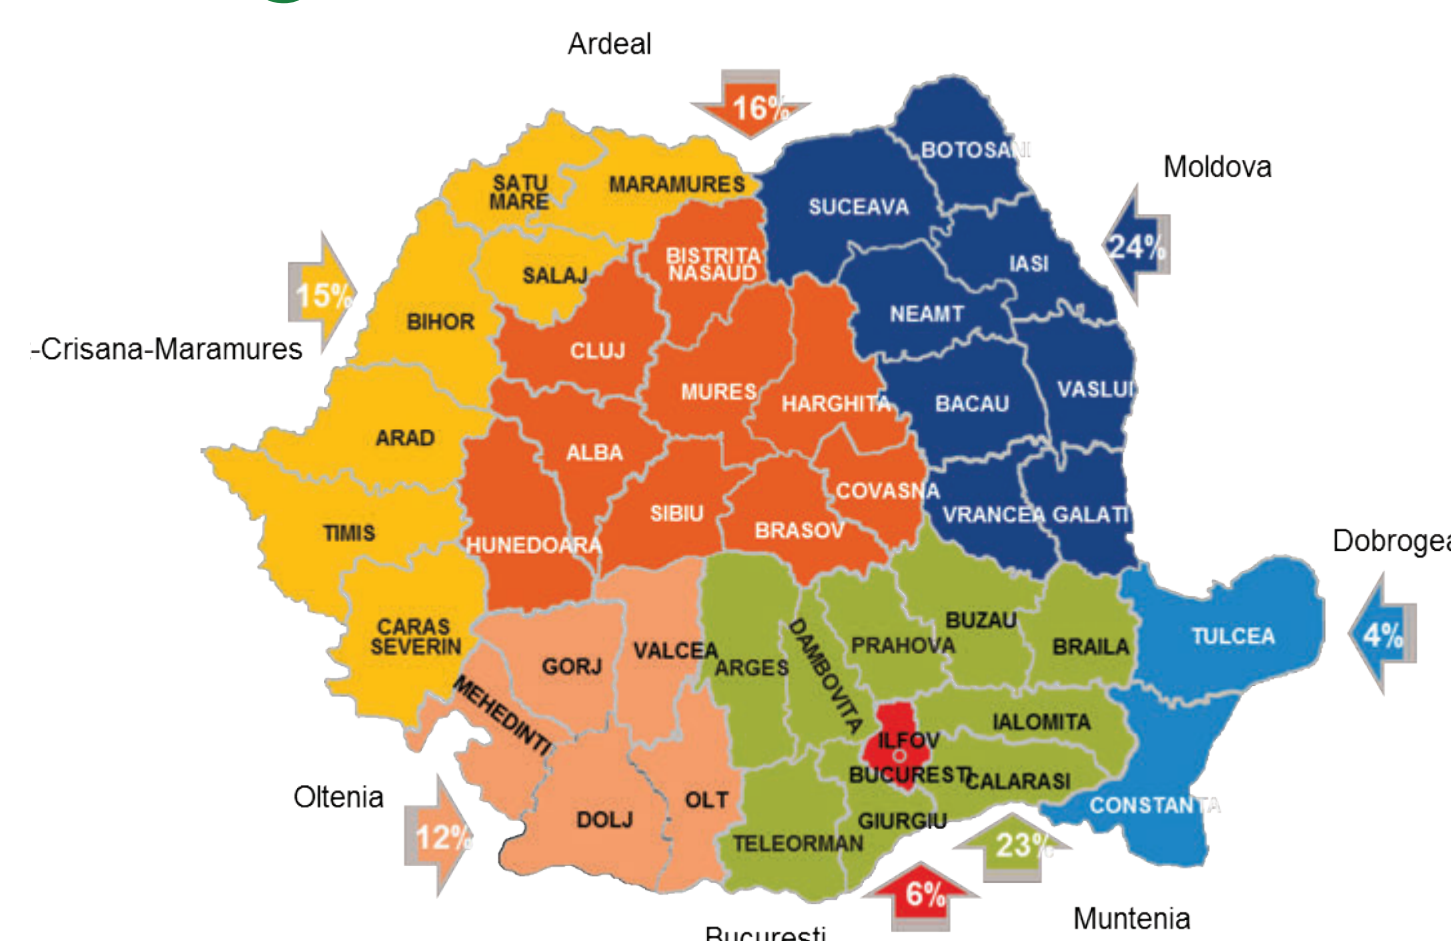 Ardeal
16%
BOTOSANI
Moldova
SATU
MARE
MARAMURES
SUCEAVA
24%
BISTRITA
NASAUD
IASI
SALAJ
15%
NEAMT
BIHOR
-Crisana-Maramures
CLUJ
MURES
HARGHITA
BACAU
VASLUI
ARAD
ALBA
COVASNA
SIBIU
VRANCEA
GALATI
TIMIS
BRASOV
HUNEDOARA
Dobrogea
CARAS
SEVERIN
BUZAU
TULCEA
4%
VALCEA
PRAHOVA
BRAILA
GORJ
ARGES
DAMBOVITA
MEHEDINTI
IALOMITA
ILFOV
BUCURESTI
CALARASI
Oltenia
OLT
CONSTANTA
DOLJ
GIURGIU
12%
TELEORMAN
23%
6%
Muntenia
Bucuresti